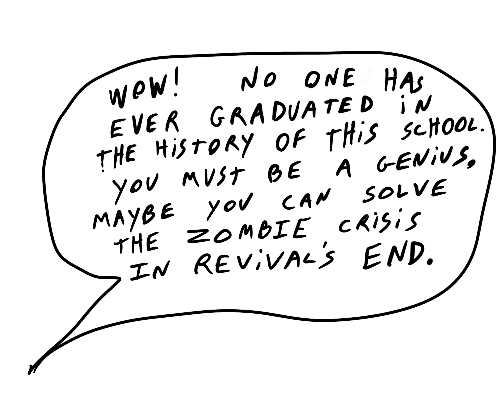 WOW! NO ONE HAS
EVER GRADUATED IN
THE HISTORY OF THIS SCHOOL.
YOU MUST BE A GENIUS,
MAYBE YOU CAN SOLVE
THE ZOMBIE CRISIS
IN REVIVAL'S END.